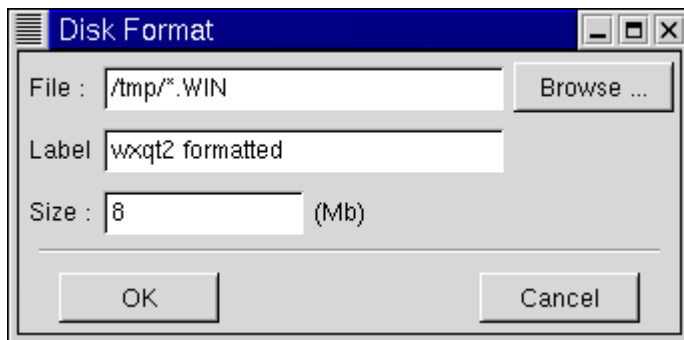 Disk Format
File : /tmp/*.WIN Browse ...
Label wxqt2 formatted
Size : 8 (Mb)
OK Cancel